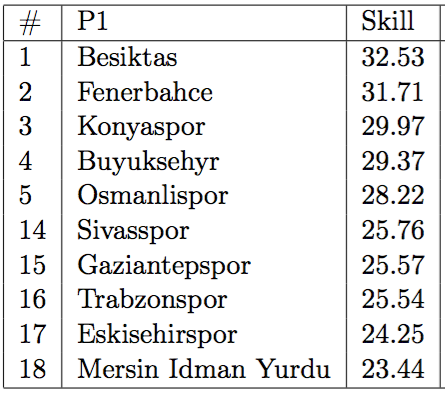 # P1 Skill
1 Besiktas 32.53
2 Fenerbahce 31.71
3 Konyaspor 29.97
4 Buyuksehyr 29.37
5 Osmanlispor 28.22
14 Sivasspor 25.76
15 Gaziantepspor 25.57
16 Trabzonspor 25.54
17 Eskisehirspor 24.25
18 Mersin Idman Yurdu 23.44